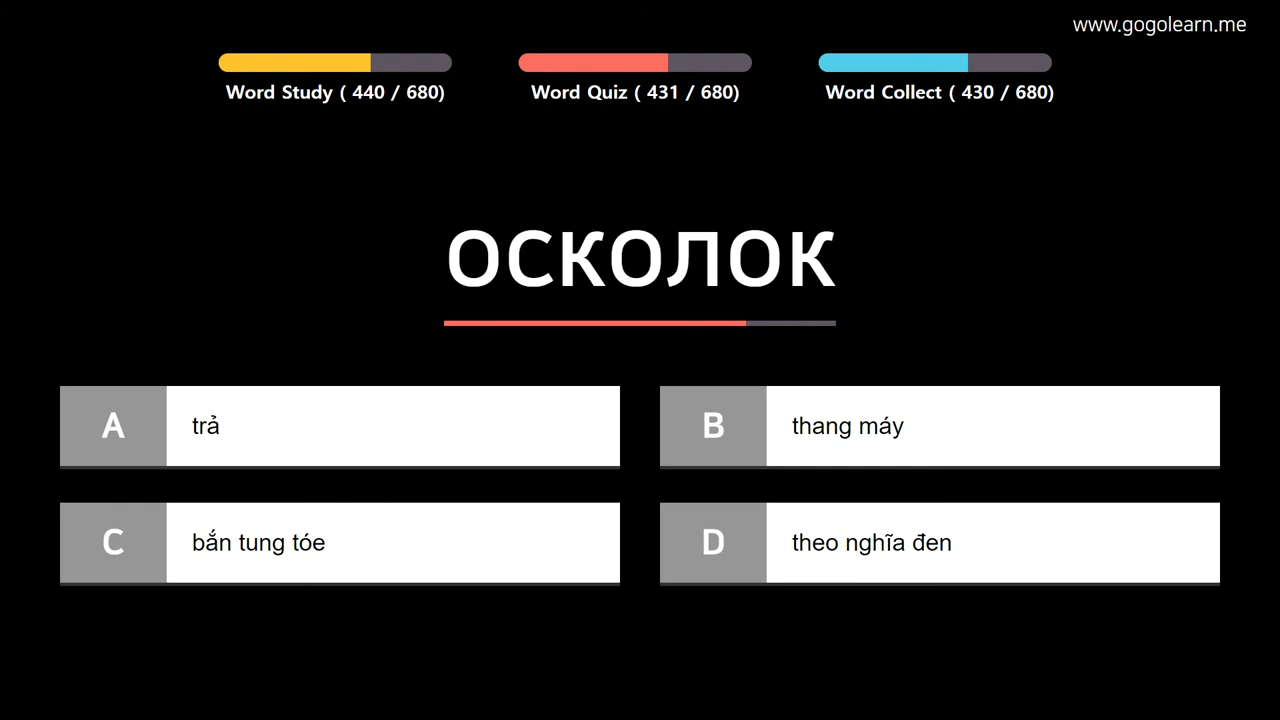 www.gogolearn.me
Word Study ( 440 / 680)
Word Quiz ( 431 / 680)
Word Collect ( 430 / 680)
ОСКОЛОК
A trả
B thang máy
C bắn tung tóe
D theo nghĩa đen